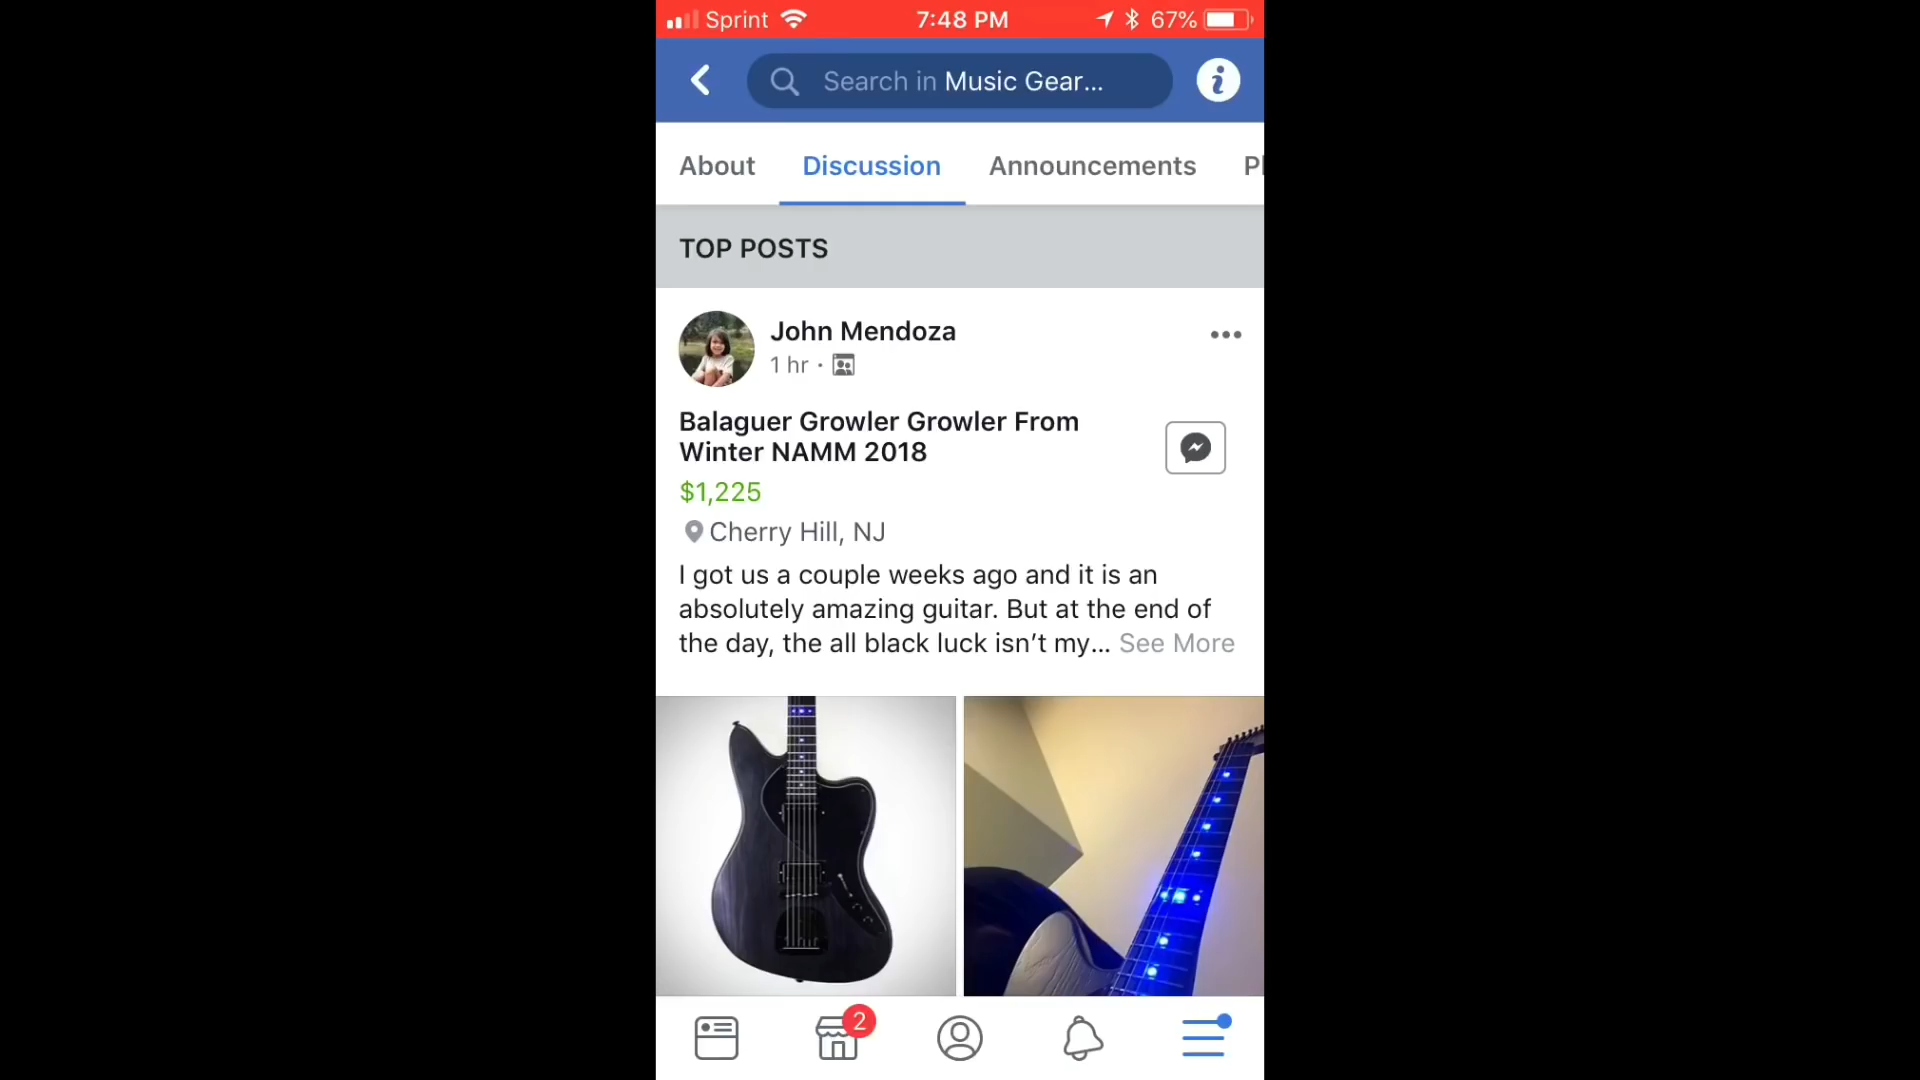 Sprint 7:48 PM 67%
Search in Music Gear...
About Discussion Announcements Pl
TOP POSTS
John Mendoza
1 hr ·
Balaguer Growler Growler From
Winter NAMM 2018
$1,225
Cherry Hill, NJ
I got us a couple weeks ago and it is an
absolutely amazing guitar. But at the end of
the day, the all black luck isn’t my... See More
2